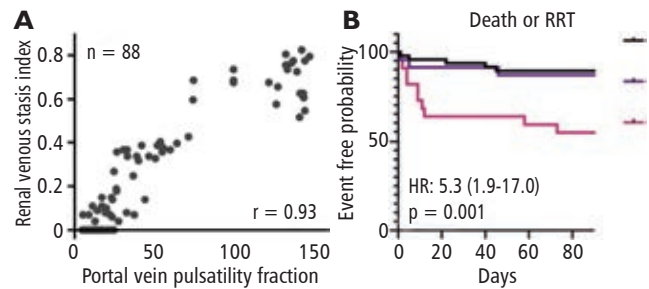 A
n = 88
Renal venous stasis index
0.8
0.6
0.4
0.2
0
r = 0.93
0
50
100
150
Portal vein pulsatility fraction
B
Death or RRT
Event free probability
100
50
0
HR: 5.3 (1.9-17.0)
p = 0.001
0
20
40
60
80
Days